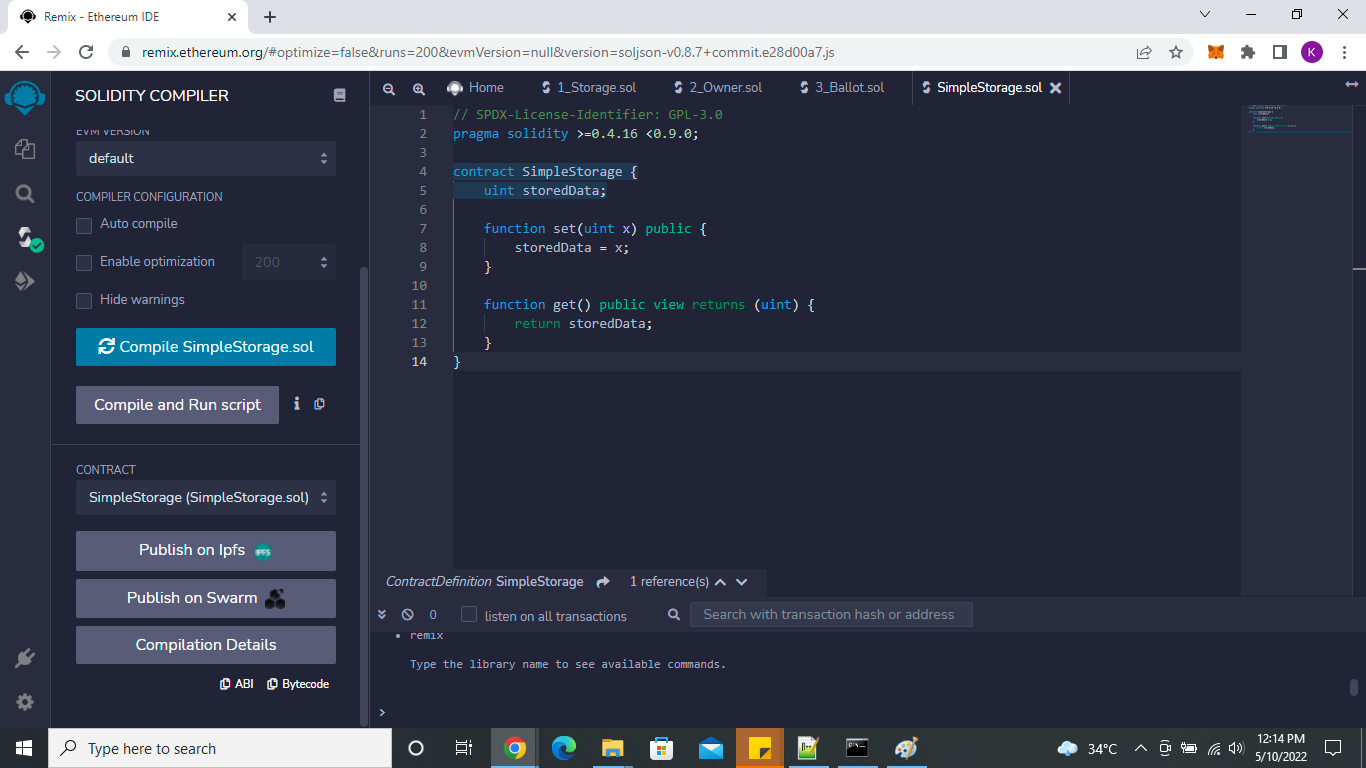 Remix - Ethereum IDE
remix.ethereum.org/#optimize=false&runs=200&evmVersion=null&version=soljson-v0.8.7+commit.e28d00a7.js
K
SOLIDITY COMPILER
EVM VERSION
default
COMPILER CONFIGURATION
Auto compile
Enable optimization
200
Hide warnings
Compile SimpleStorage.sol
Compile and Run script
CONTRACT
SimpleStorage (SimpleStorage.sol)
Publish on Ipfs
IPFS
Publish on Swarm
Compilation Details
ABI
Bytecode
Home
1_Storage.sol
2_Owner.sol
3_Ballot.sol
SimpleStorage.sol
1 // SPDX-License-Identifier: GPL-3.0
2 pragma solidity >=0.4.16 <0.9.0;
3
4 contract SimpleStorage {
5 uint storedData;
6
7 function set(uint x) public {
8 storedData = x;
9 }
10
11 function get() public view returns (uint) {
12 return storedData;
13 }
14 }
ContractDefinition SimpleStorage 1 reference(s)
0 listen on all transactions Search with transaction hash or address
remix
Type the library name to see available commands.
>
Type here to search
34°C
12:14 PM
5/10/2022